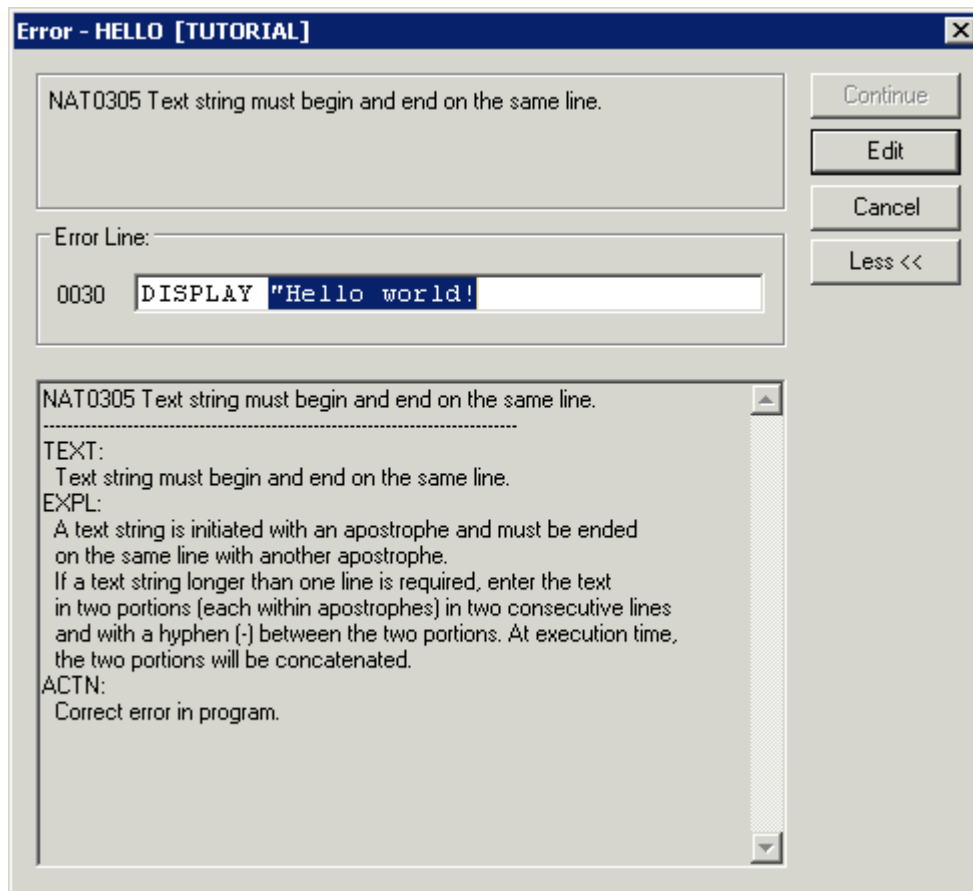 Error - HELLO [TUTORIAL]
NAT0305 Text string must begin and end on the same line.
Continue
Edit
Cancel
Less <<
Error Line:
0030 DISPLAY "Hello world!
NAT0305 Text string must begin and end on the same line.
-------------------------------------------------------------------------------
TEXT:
Text string must begin and end on the same line.
EXPL:
A text string is initiated with an apostrophe and must be ended
on the same line with another apostrophe.
If a text string longer than one line is required, enter the text
in two portions (each within apostrophes) in two consecutive lines
and with a hyphen (-) between the two portions. At execution time,
the two portions will be concatenated.
ACTN:
Correct error in program.